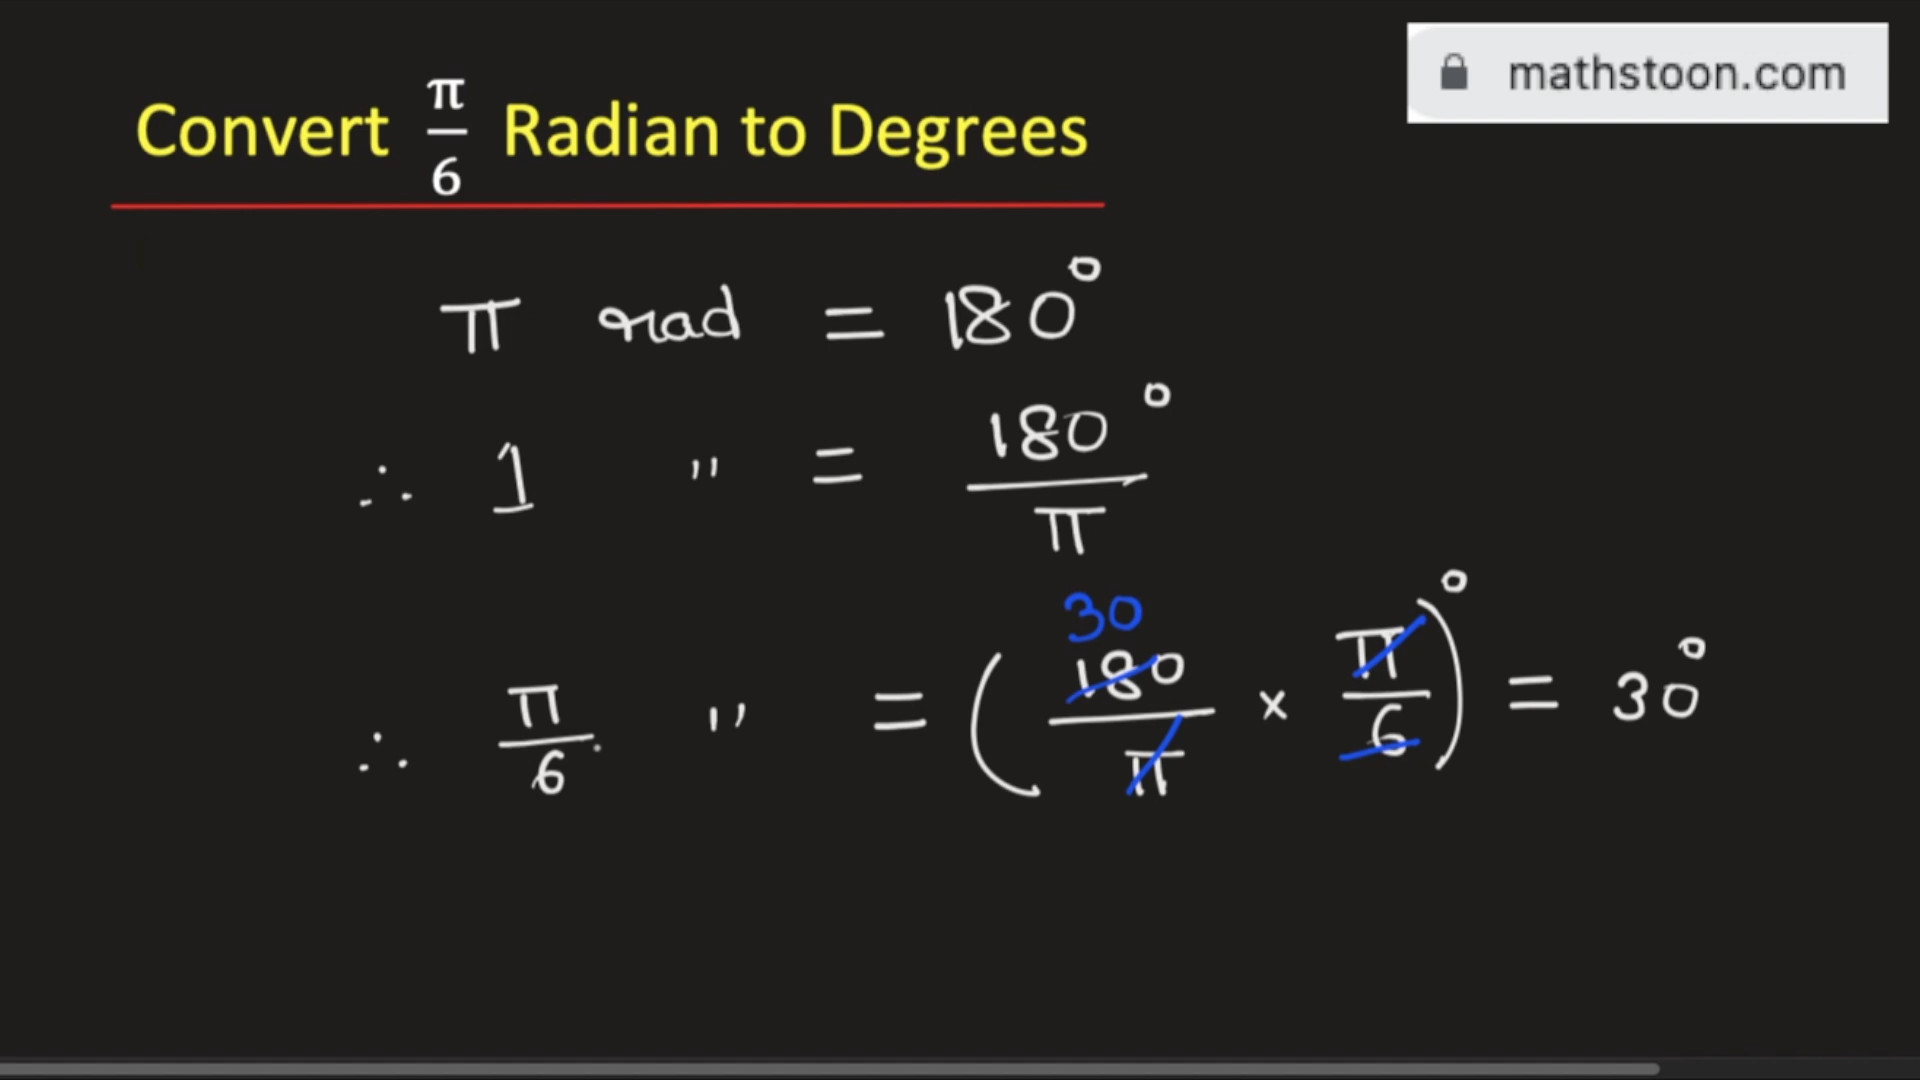 mathstoon.com
Convert π/6 Radian to Degrees
π rad = 180°
∴ 1 " = 180°/π
30
∴ π/6 " = (180/π × π/6)° = 30°